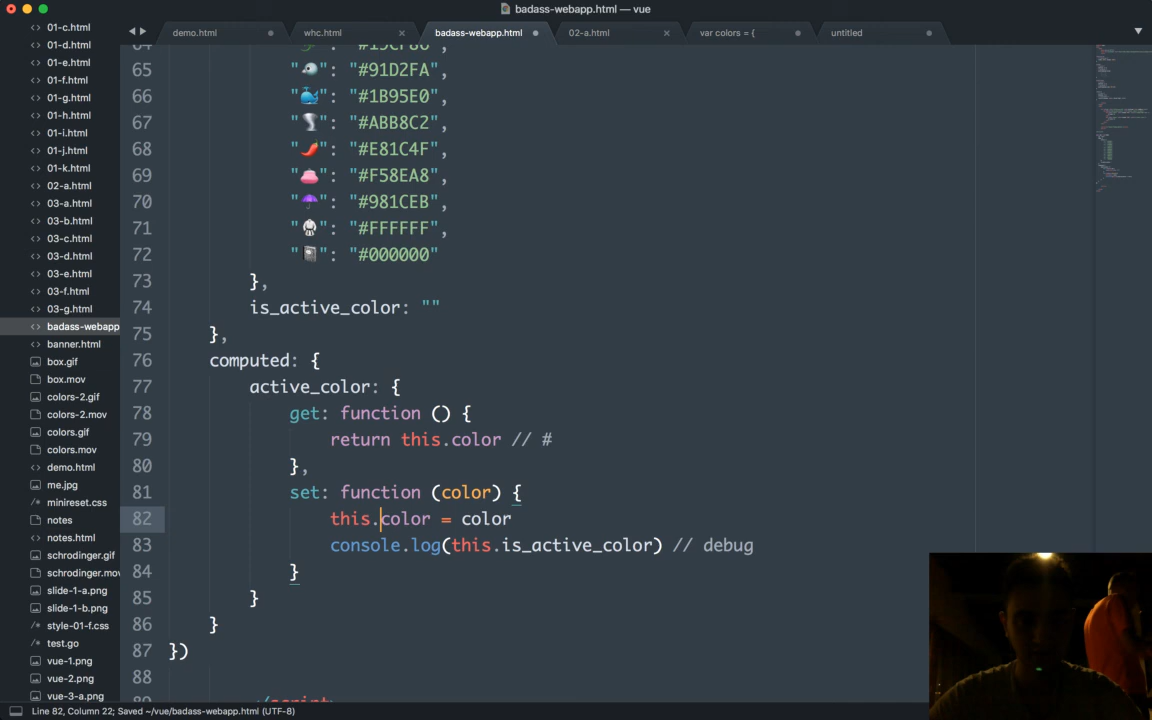 badass-webapp.html — vue
demo.html
whc.html
badass-webapp.html
02-a.html
var colors = {
untitled
01-c.html
01-d.html
01-e.html
01-f.html
01-g.html
01-h.html
01-i.html
01-j.html
01-k.html
02-a.html
03-a.html
03-b.html
03-c.html
03-d.html
03-e.html
03-f.html
03-g.html
badass-webapp
banner.html
box.gif
box.mov
colors-2.gif
colors-2.mov
colors.gif
colors.mov
demo.html
me.jpg
minireset.css
notes
notes.html
schrodinger.gif
schrodinger.mov
slide-1-a.png
slide-1-b.png
style-01-f.css
test.go
vue-1.png
vue-2.png
vue-3-a.png
65 "🐟": "#91D2FA",
66 "🐳": "#1B95E0",
67 "🌪": "#ABB8C2",
68 "🌶": "#E81C4F",
69 "👛": "#F58EA8",
70 "☂": "#981CEB",
71 "": "#FFFFFF",
72 "📓": "#000000"
73 },
74 is_active_color: ""
75 },
76 computed: {
77 active_color: {
78 get: function () {
79 return this.color // #
80 },
81 set: function (color) {
82 this.color = color
83 console.log(this.is_active_color) // debug
84 }
85 }
86 }
87 })
88
Line 82, Column 22; Saved ~/vue/badass-webapp.html (UTF-8)